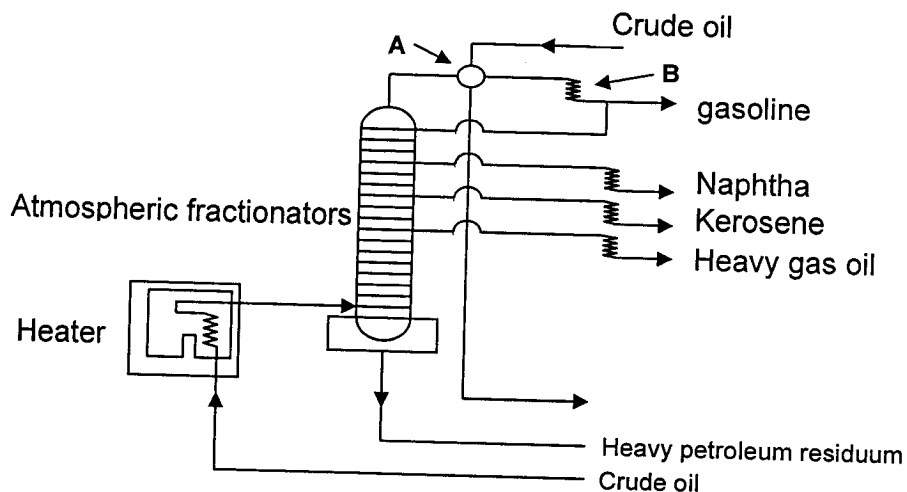 Crude oil
A
B
gasoline
Naphtha
Atmospheric fractionators
Kerosene
Heavy gas oil
Heater
Heavy petroleum residuum
Crude oil